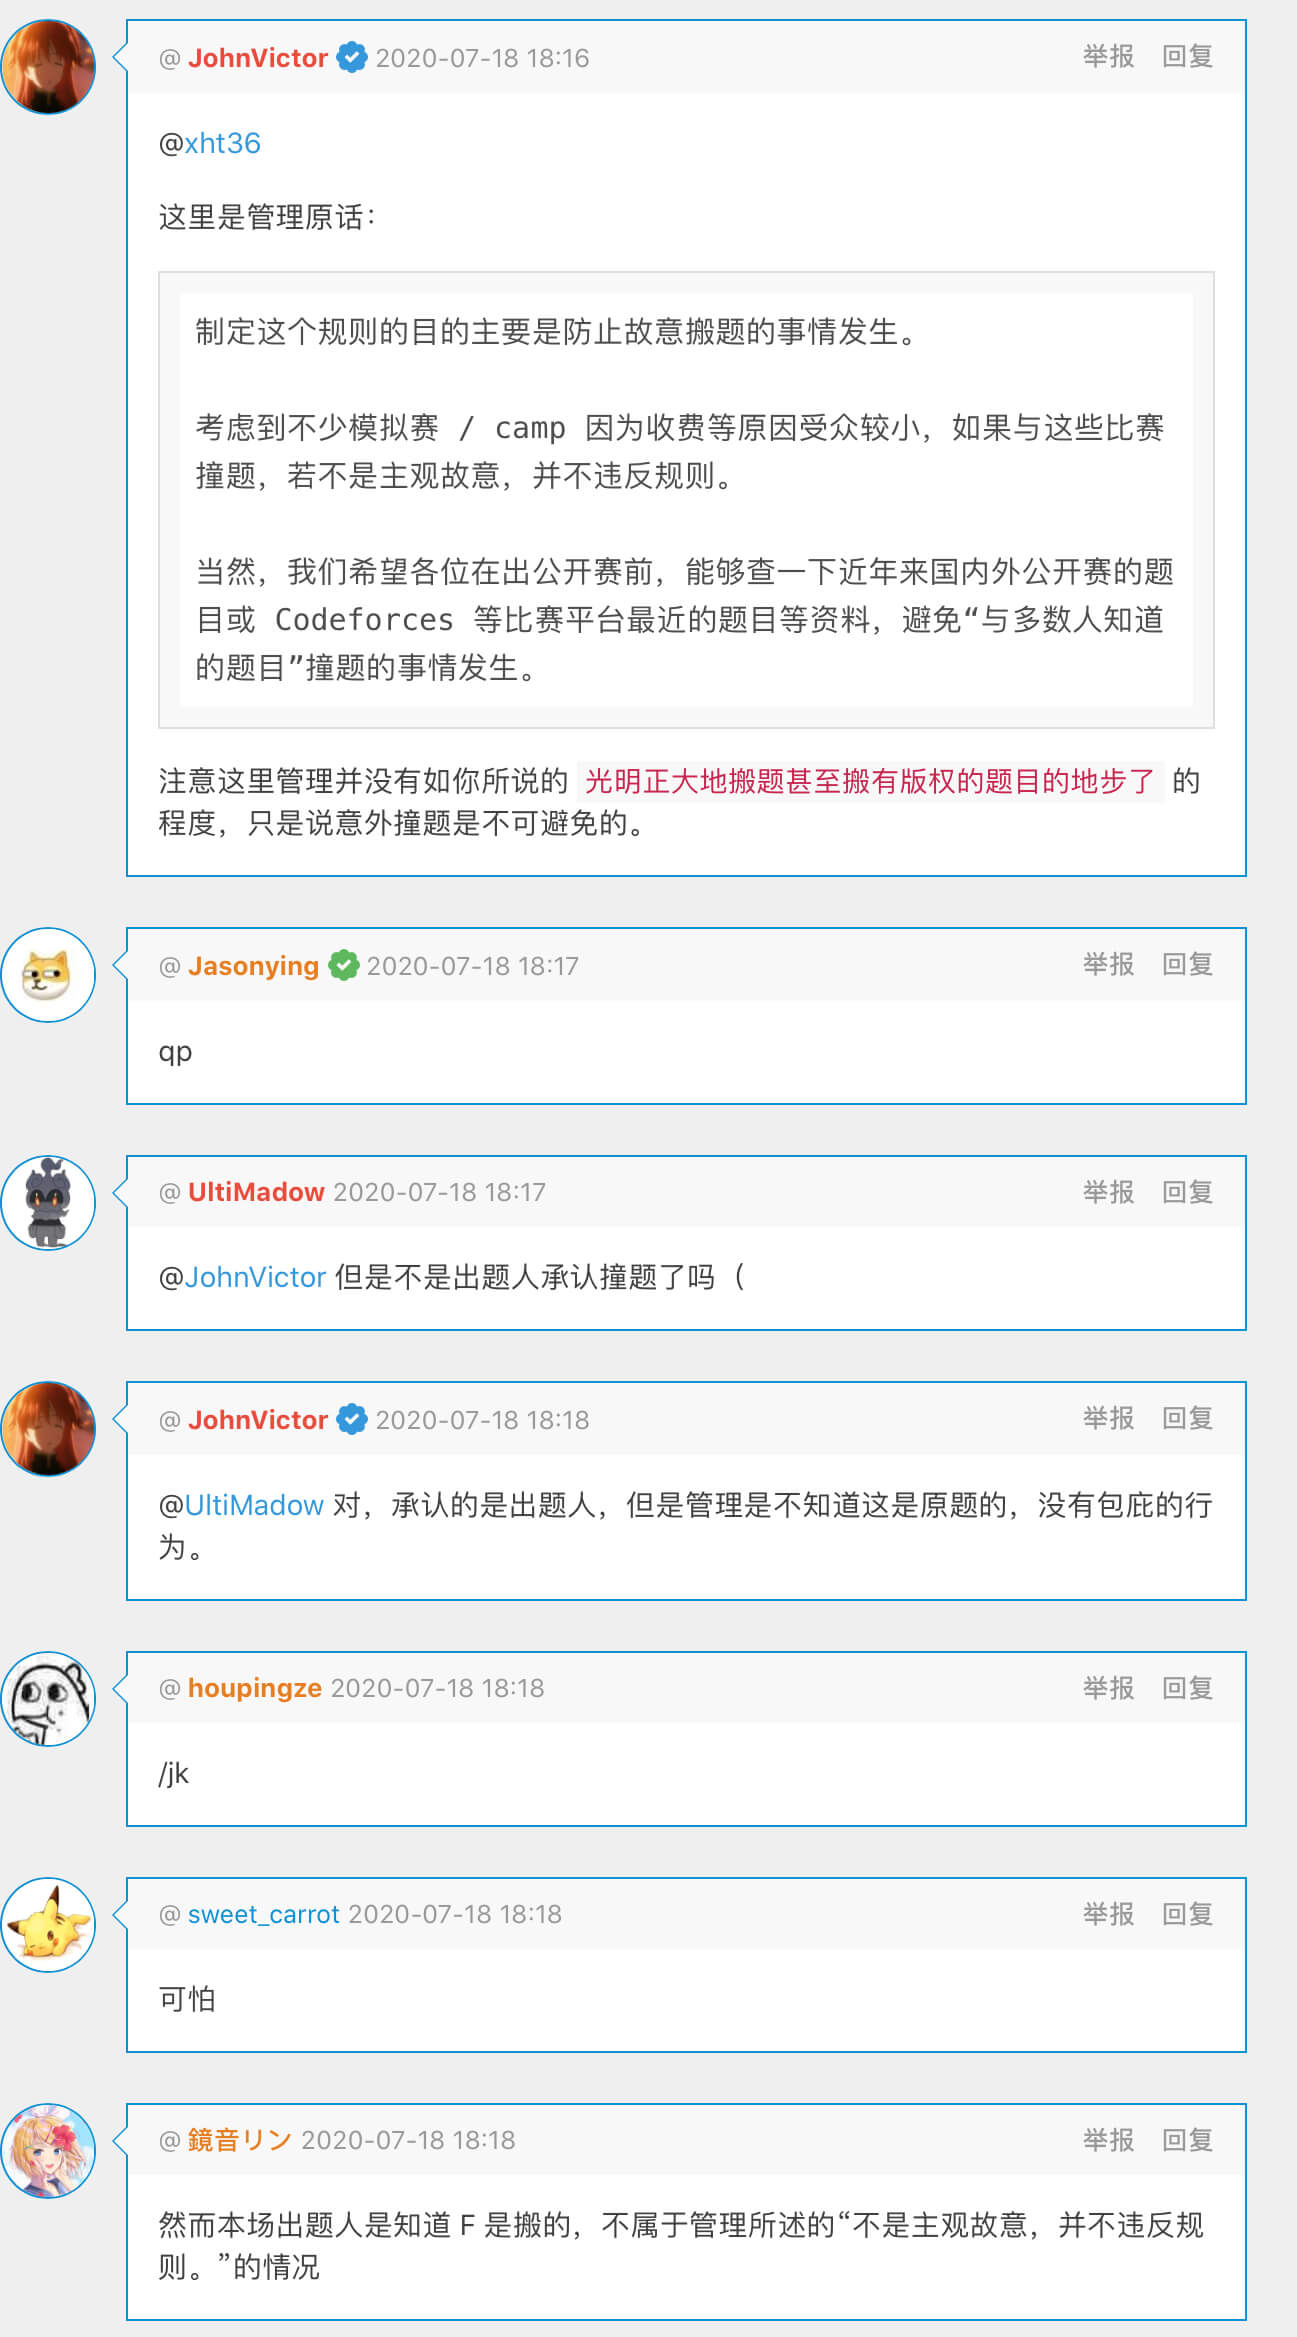 @ JohnVictor 2020-07-18 18:16 举报 回复
@xht36
这里是管理原话：
制定这个规则的目的主要是防止故意搬题的事情发生。
考虑到不少模拟赛 / camp 因为收费等原因受众较小，如果与这些比赛
撞题，若不是主观故意，并不违反规则。
当然，我们希望各位在出公开赛前，能够查一下近年来国内外公开赛的题
目或 Codeforces 等比赛平台最近的题目等资料，避免“与多数人知道
的题目”撞题的事情发生。
注意这里管理并没有如你所说的 光明正大地搬题甚至搬有版权的题目的地步了 的
程度，只是说意外撞题是不可避免的。
@ Jasonying 2020-07-18 18:17 举报 回复
qp
@ UltiMadow 2020-07-18 18:17 举报 回复
@JohnVictor 但是不是出题人承认撞题了吗（
@ JohnVictor 2020-07-18 18:18 举报 回复
@UltiMadow 对，承认的是出题人，但是管理是不知道这是原题的，没有包庇的行
为。
@ houpingze 2020-07-18 18:18 举报 回复
/jk
@ sweet_carrot 2020-07-18 18:18 举报 回复
可怕
@ 鏡音リン 2020-07-18 18:18 举报 回复
然而本场出题人是知道 F 是搬的，不属于管理所述的“不是主观故意，并不违反规
则。”的情况